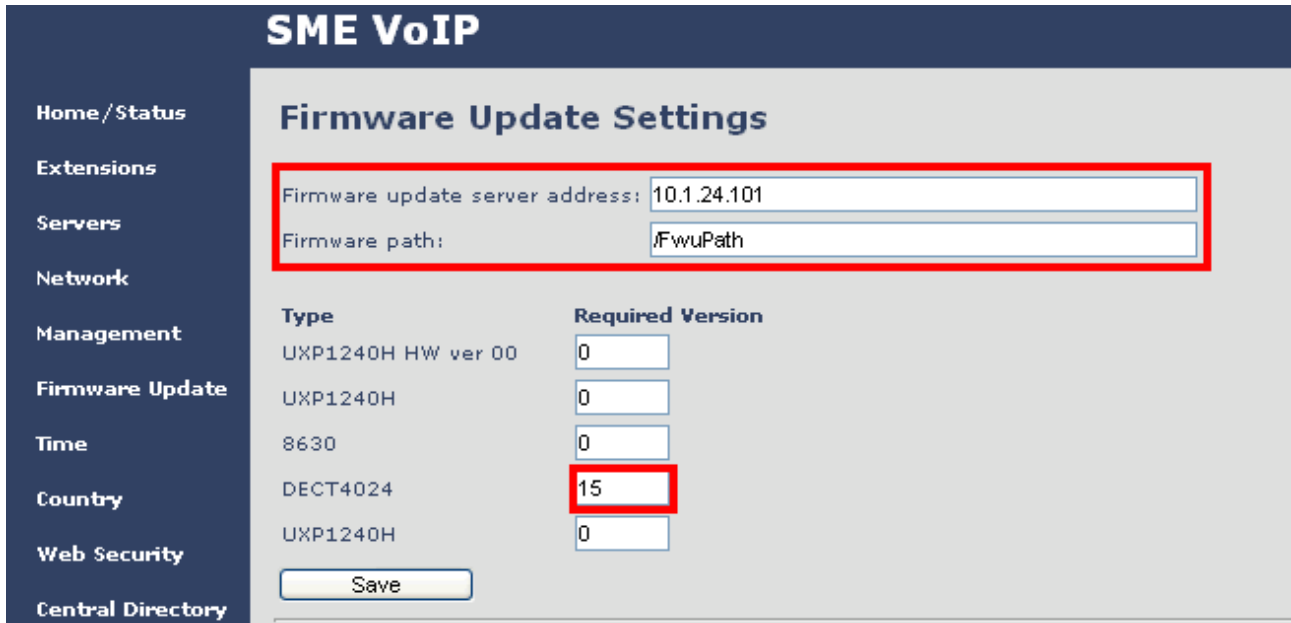 SME VoIP
Home/Status
Extensions
Servers
Network
Management
Firmware Update
Time
Country
Web Security
Central Directory
Firmware Update Settings
Firmware update server address: 10.1.24.101
Firmware path: /FwuPath
Type Required Version
UXP1240H HW ver 00 0
UXP1240H 0
8630 0
DECT4024 15
UXP1240H 0
Save